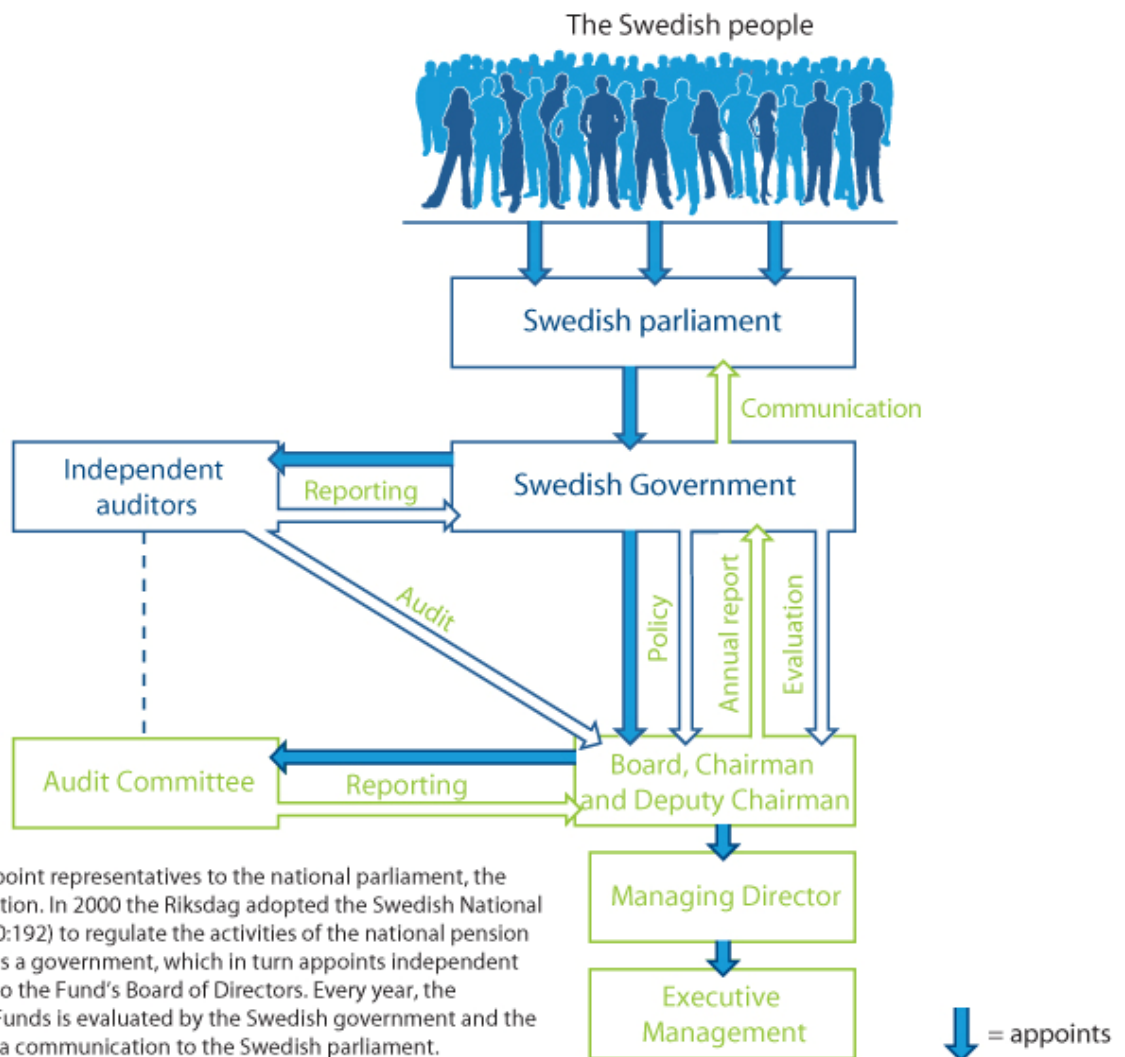 The Swedish people
Swedish parliament
Communication
Independent
auditors
Reporting
Swedish Government
Audit
Policy
Annual report
Evaluation
Audit Committee
Reporting
Board, Chairman
and Deputy Chairman
Managing Director
Executive
Management
point representatives to the national parliament, the
tion. In 2000 the Riksdag adopted the Swedish National
0:192) to regulate the activities of the national pension
s a government, which in turn appoints independent
o the Fund's Board of Directors. Every year, the
Funds is evaluated by the Swedish government and the
a communication to the Swedish parliament.
= appoints